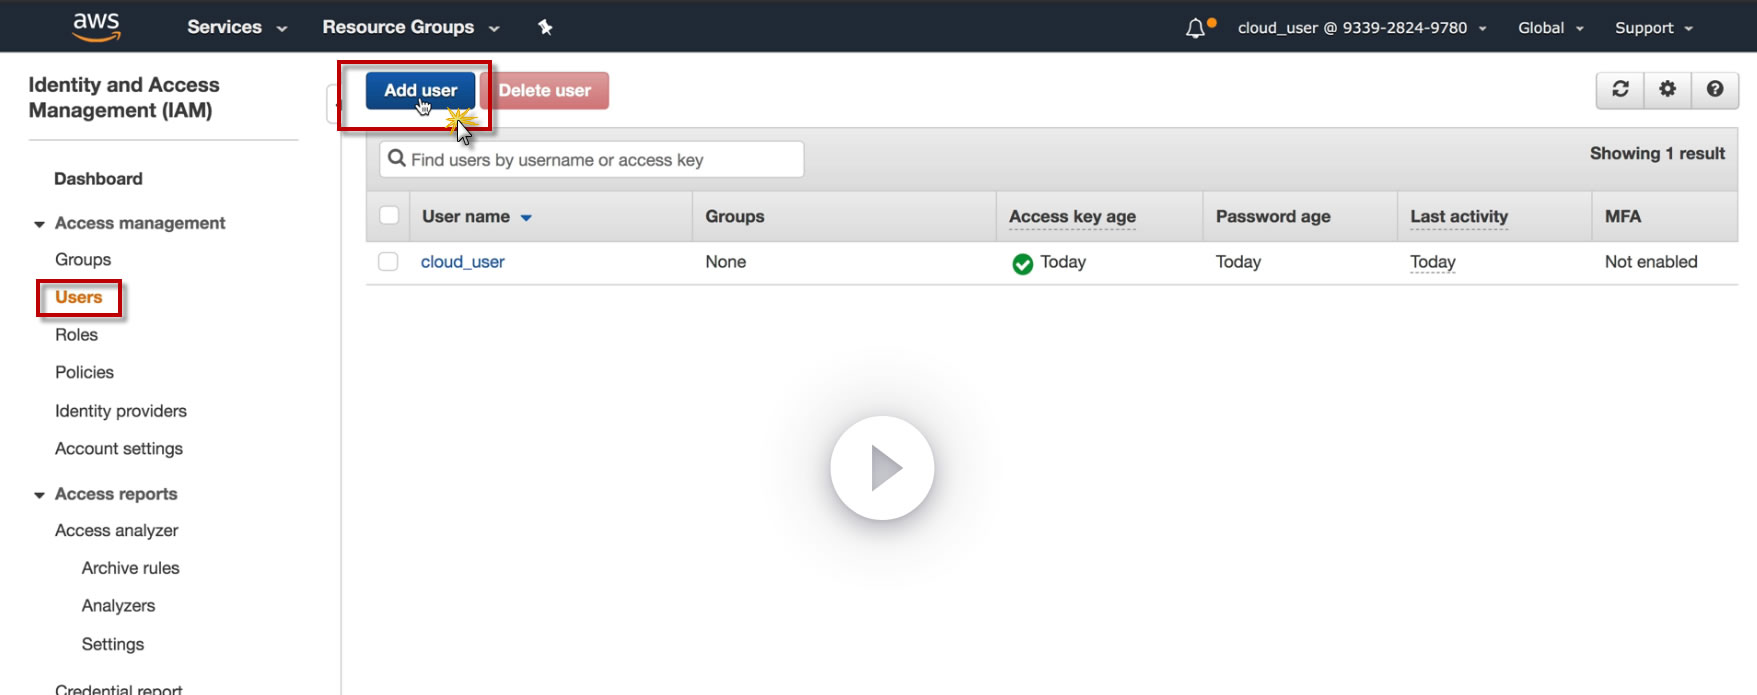 aws
Services
Resource Groups
cloud_user @ 9339-2824-9780
Global
Support
Identity and Access
Management (IAM)
Dashboard
Access management
Groups
Users
Roles
Policies
Identity providers
Account settings
Access reports
Access analyzer
Archive rules
Analyzers
Settings
Credential report
Add user
Delete user
Find users by username or access key
Showing 1 result
User name
Groups
Access key age
Password age
Last activity
MFA
cloud_user
None
Today
Today
Today
Not enabled